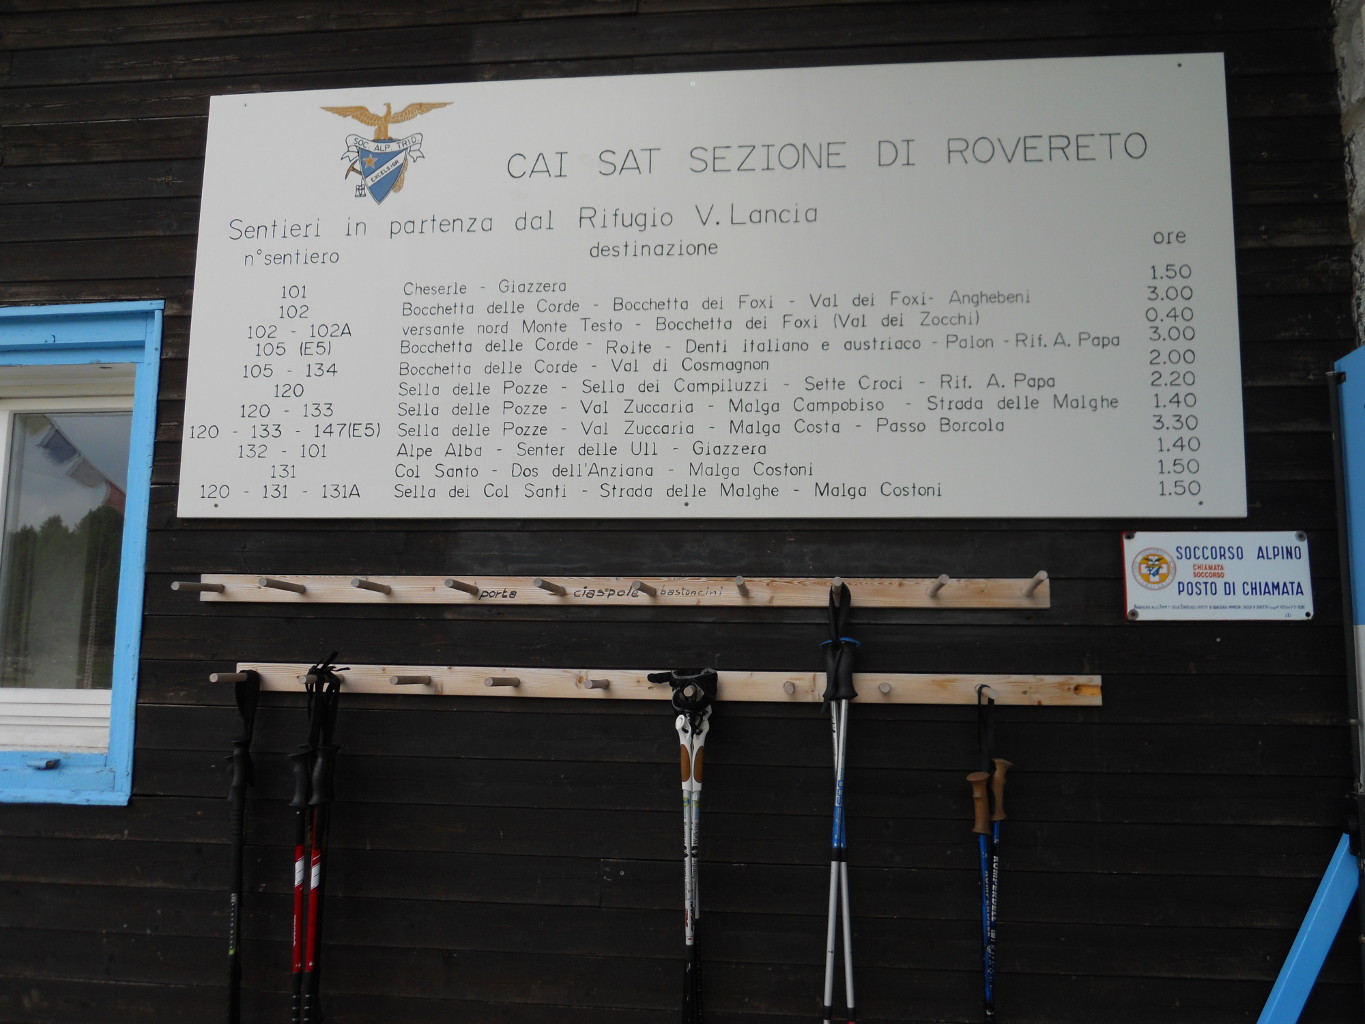 SOC. ALP. TRID.
EXCELSIOR
CAI SAT SEZIONE DI ROVERETO
Sentieri in partenza dal Rifugio V. Lancia
n° sentiero destinazione ore
101 Cheserle - Giazzera 1.50
102 Bocchetta delle Corde - Bocchetta dei Foxi - Val dei Foxi- Anghebeni 3.00
102 - 102A versante nord Monte Testo - Bocchetta dei Foxi (Val dei Zocchi) 0.40
105 (E5) Bocchetta delle Corde - Roite - Denti italiano e austriaco - Palon - Rif. A. Papa 3.00
105 - 134 Bocchetta delle Corde - Val di Cosmagnon 2.00
120 Sella delle Pozze - Sella dei Campiluzzi - Sette Croci - Rif. A. Papa 2.20
120 - 133 Sella delle Pozze - Val Zuccaria - Malga Campobiso - Strada delle Malghe 1.40
120 - 133 - 147(E5) Sella delle Pozze - Val Zuccaria - Malga Costa - Passo Borcola 3.30
132 - 101 Alpe Alba - Senter delle Ull - Giazzera 1.40
131 Col Santo - Dos dell'Anziana - Malga Costoni 1.50
120 - 131 - 131A Sella dei Col Santi - Strada delle Malghe - Malga Costoni 1.50
SOCCORSO ALPINO
CHIAMATA
SOCCORSO
POSTO DI CHIAMATA
porta ciaspole bastoncini